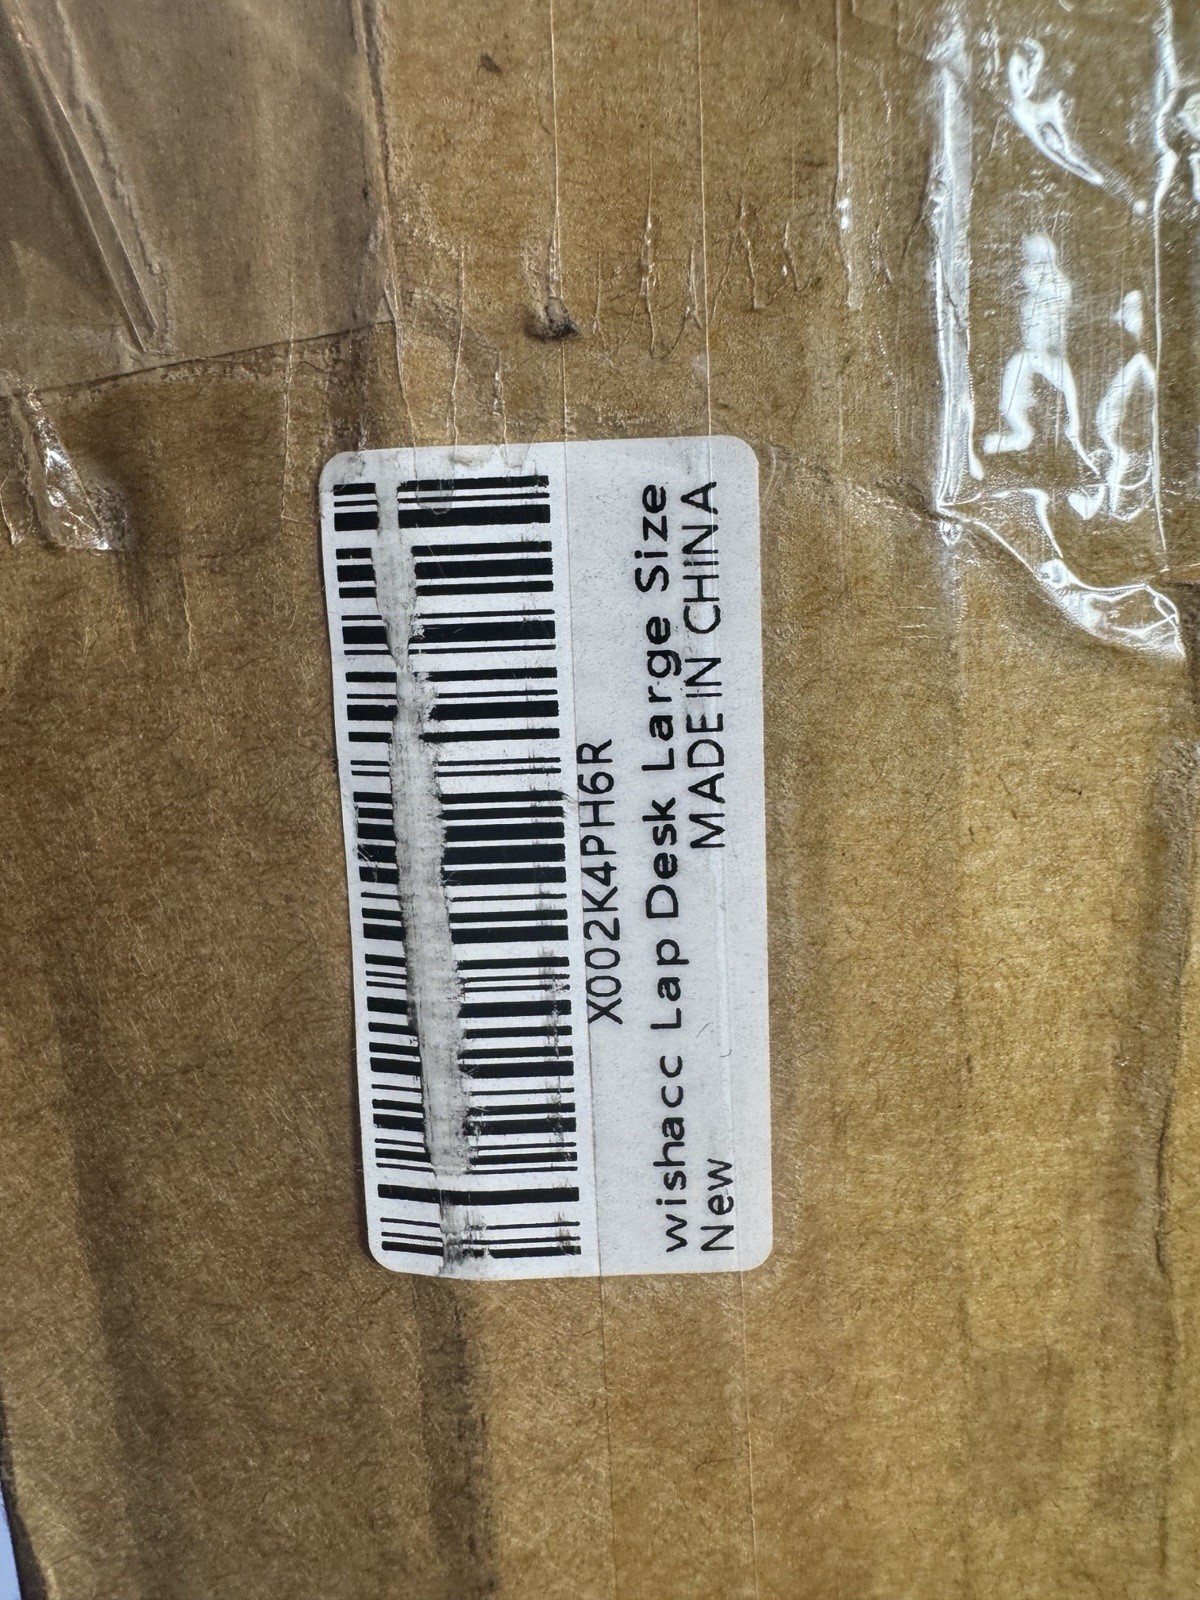 X002K4PH6R
wishacc Lap Desk Large Size
New MADE IN CHINA